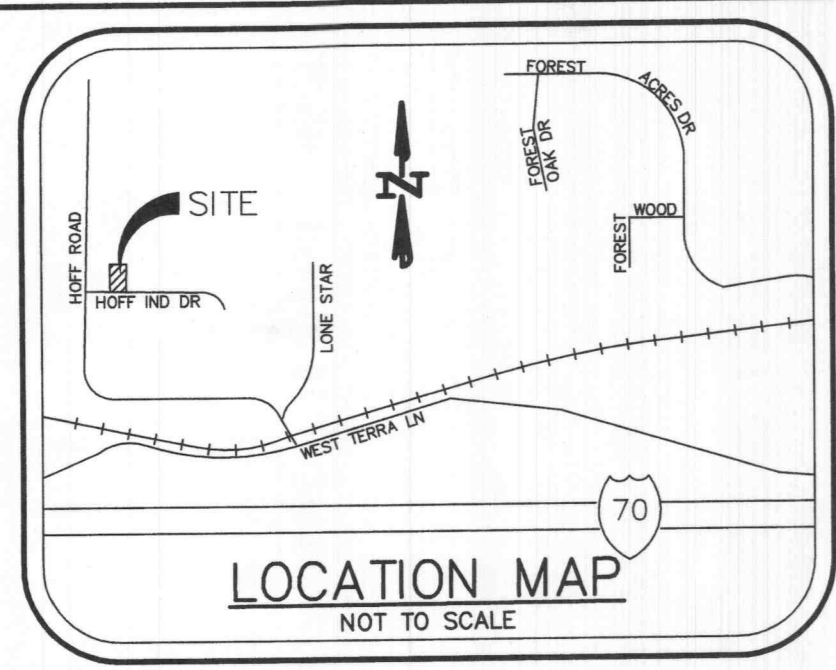 FOREST
ACRES DR
FOREST
OAK DR
WOOD
FOREST
N
SITE
HOFF ROAD
HOFF IND DR
LONE STAR
WEST TERRA LN
70
LOCATION MAP
NOT TO SCALE